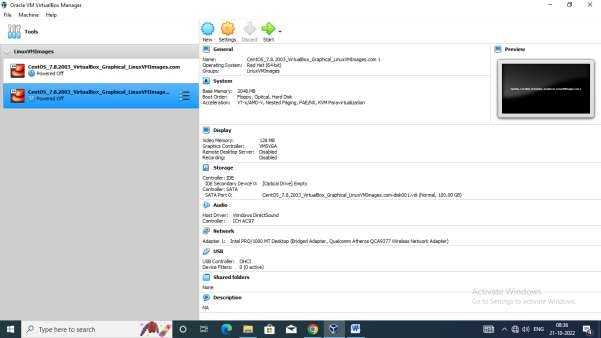 Oracle VM VirtualBox Manager
File Machine Help
Tools
New Settings Discard Start
LinuxVMImages
CentOS_7.8.2003_VirtualBox_Graphical_LinuxVMImages.com
Powered Off
CentOS_7.8.2003_VirtualBox_Graphical_LinuxVMImage...
Powered Off
General
Name: CentOS_7.8.2003_VirtualBox_Graphical_LinuxVMImages.com 1
Operating System: Red Hat (64-bit)
Groups: LinuxVMImages
System
Base Memory: 2048 MB
Boot Order: Floppy, Optical, Hard Disk
Acceleration: VT-x/AMD-V, Nested Paging, PAE/NX, KVM Paravirtualization
Display
Video Memory: 128 MB
Graphics Controller: VMSVGA
Remote Desktop Server: Disabled
Recording: Disabled
Storage
Controller: IDE
IDE Secondary Device 0: [Optical Drive] Empty
Controller: SATA
SATA Port 0: CentOS_7.8.2003_VirtualBox_Graphical_LinuxVMImages.com-disk001.vdi (Normal, 100.00 GB)
Audio
Host Driver: Windows DirectSound
Controller: ICH AC97
Network
Adapter 1: Intel PRO/1000 MT Desktop (Bridged Adapter, Qualcomm Atheros QCA9377 Wireless Network Adapter)
USB
USB Controller: OHCI
Device Filters: 0 (0 active)
Shared folders
None
Description
NA
Preview
Activate Windows
Go to Settings to activate Windows.
Type here to search
ENG
08:36
21-10-2022